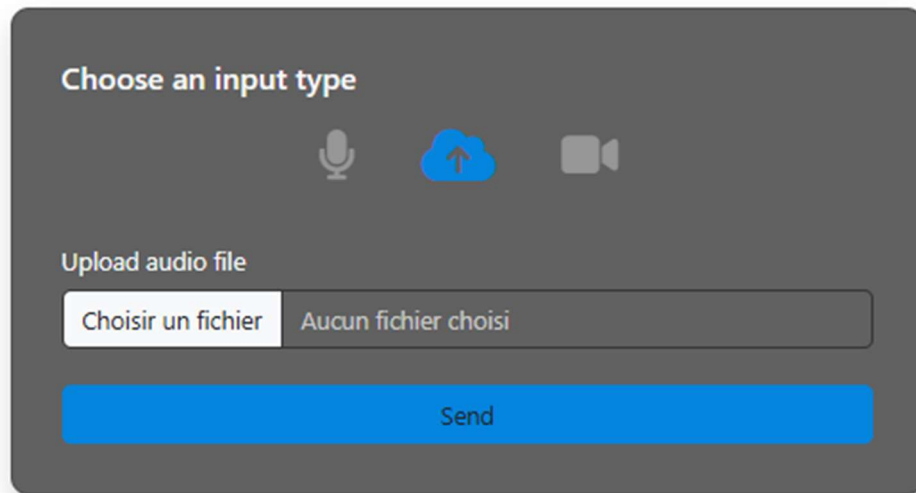 Choose an input type
Upload audio file
Choisir un fichier Aucun fichier choisi
Send